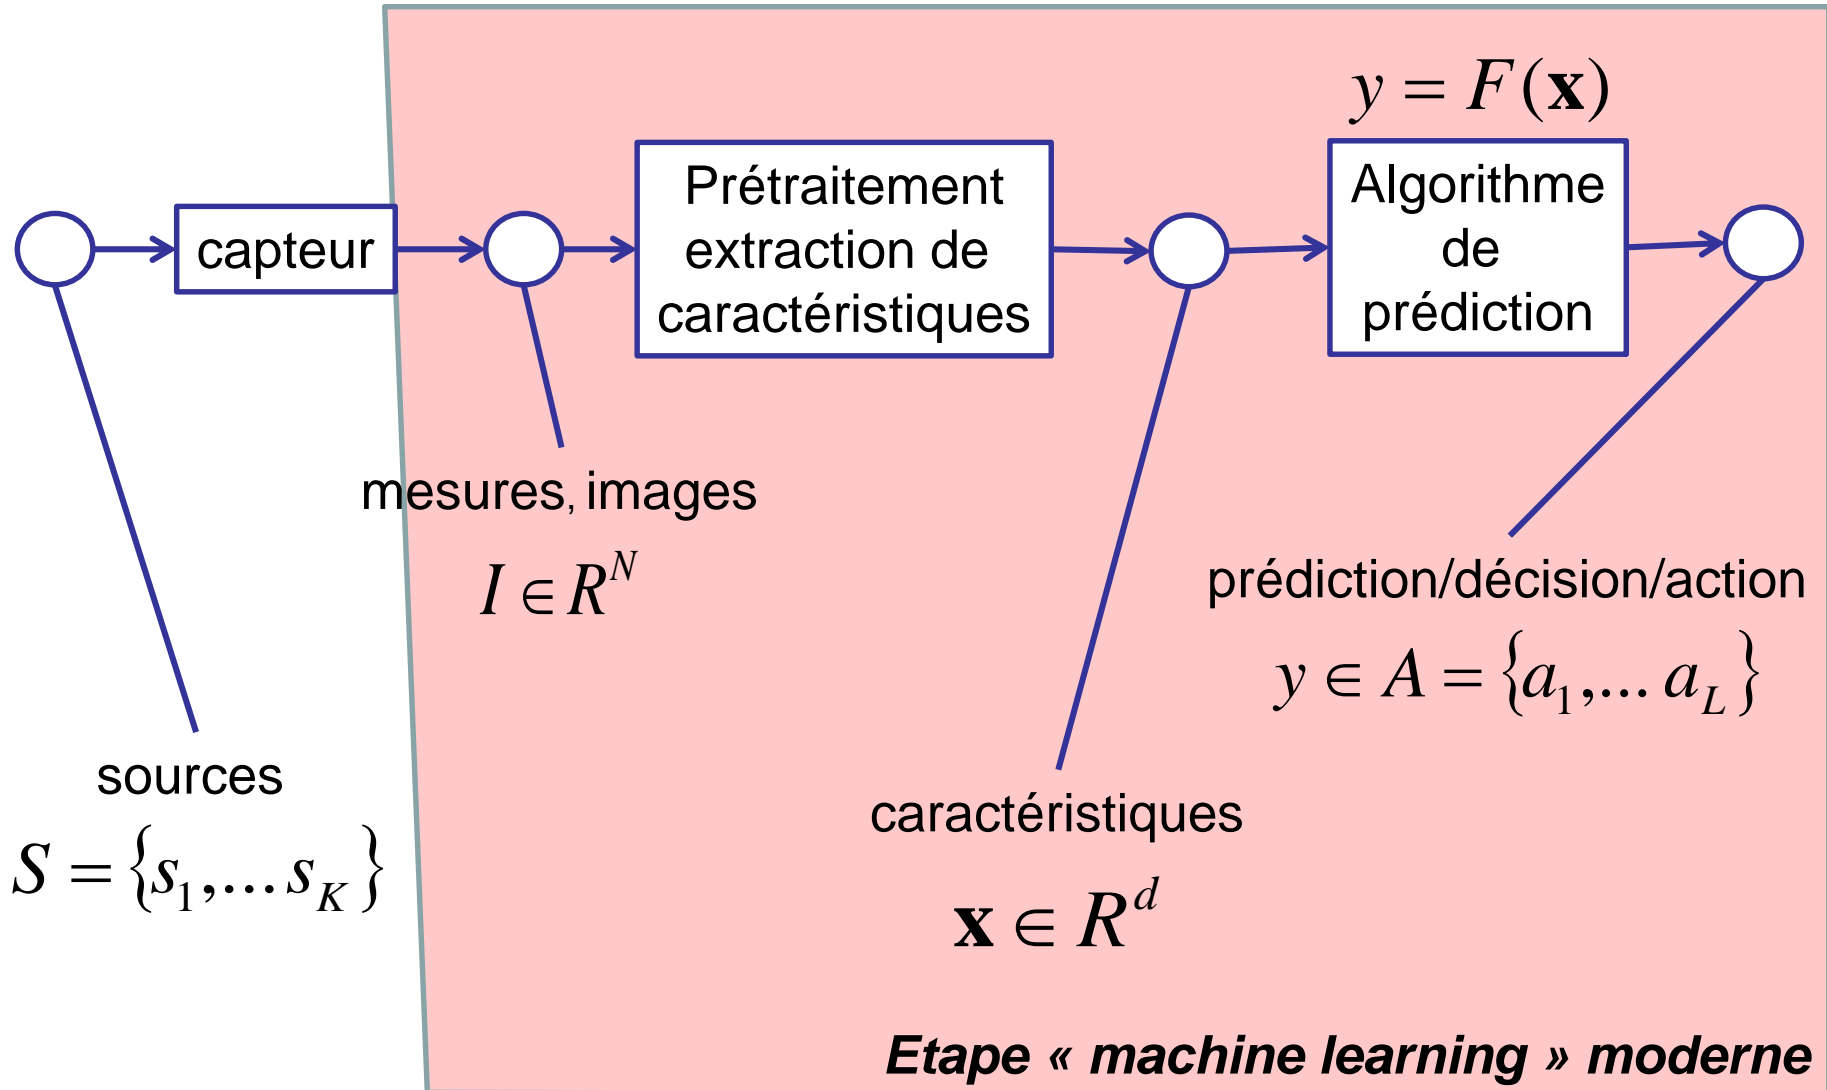 y = F(x)
capteur
Prétraitement
extraction de
caractéristiques
Algorithme
de
prédiction
mesures, images
I ∈ R^N
prédiction/décision/action
y ∈ A = {a_1,... a_L}
sources
S = {s_1,... s_K}
caractéristiques
x ∈ R^d
Etape « machine learning » moderne